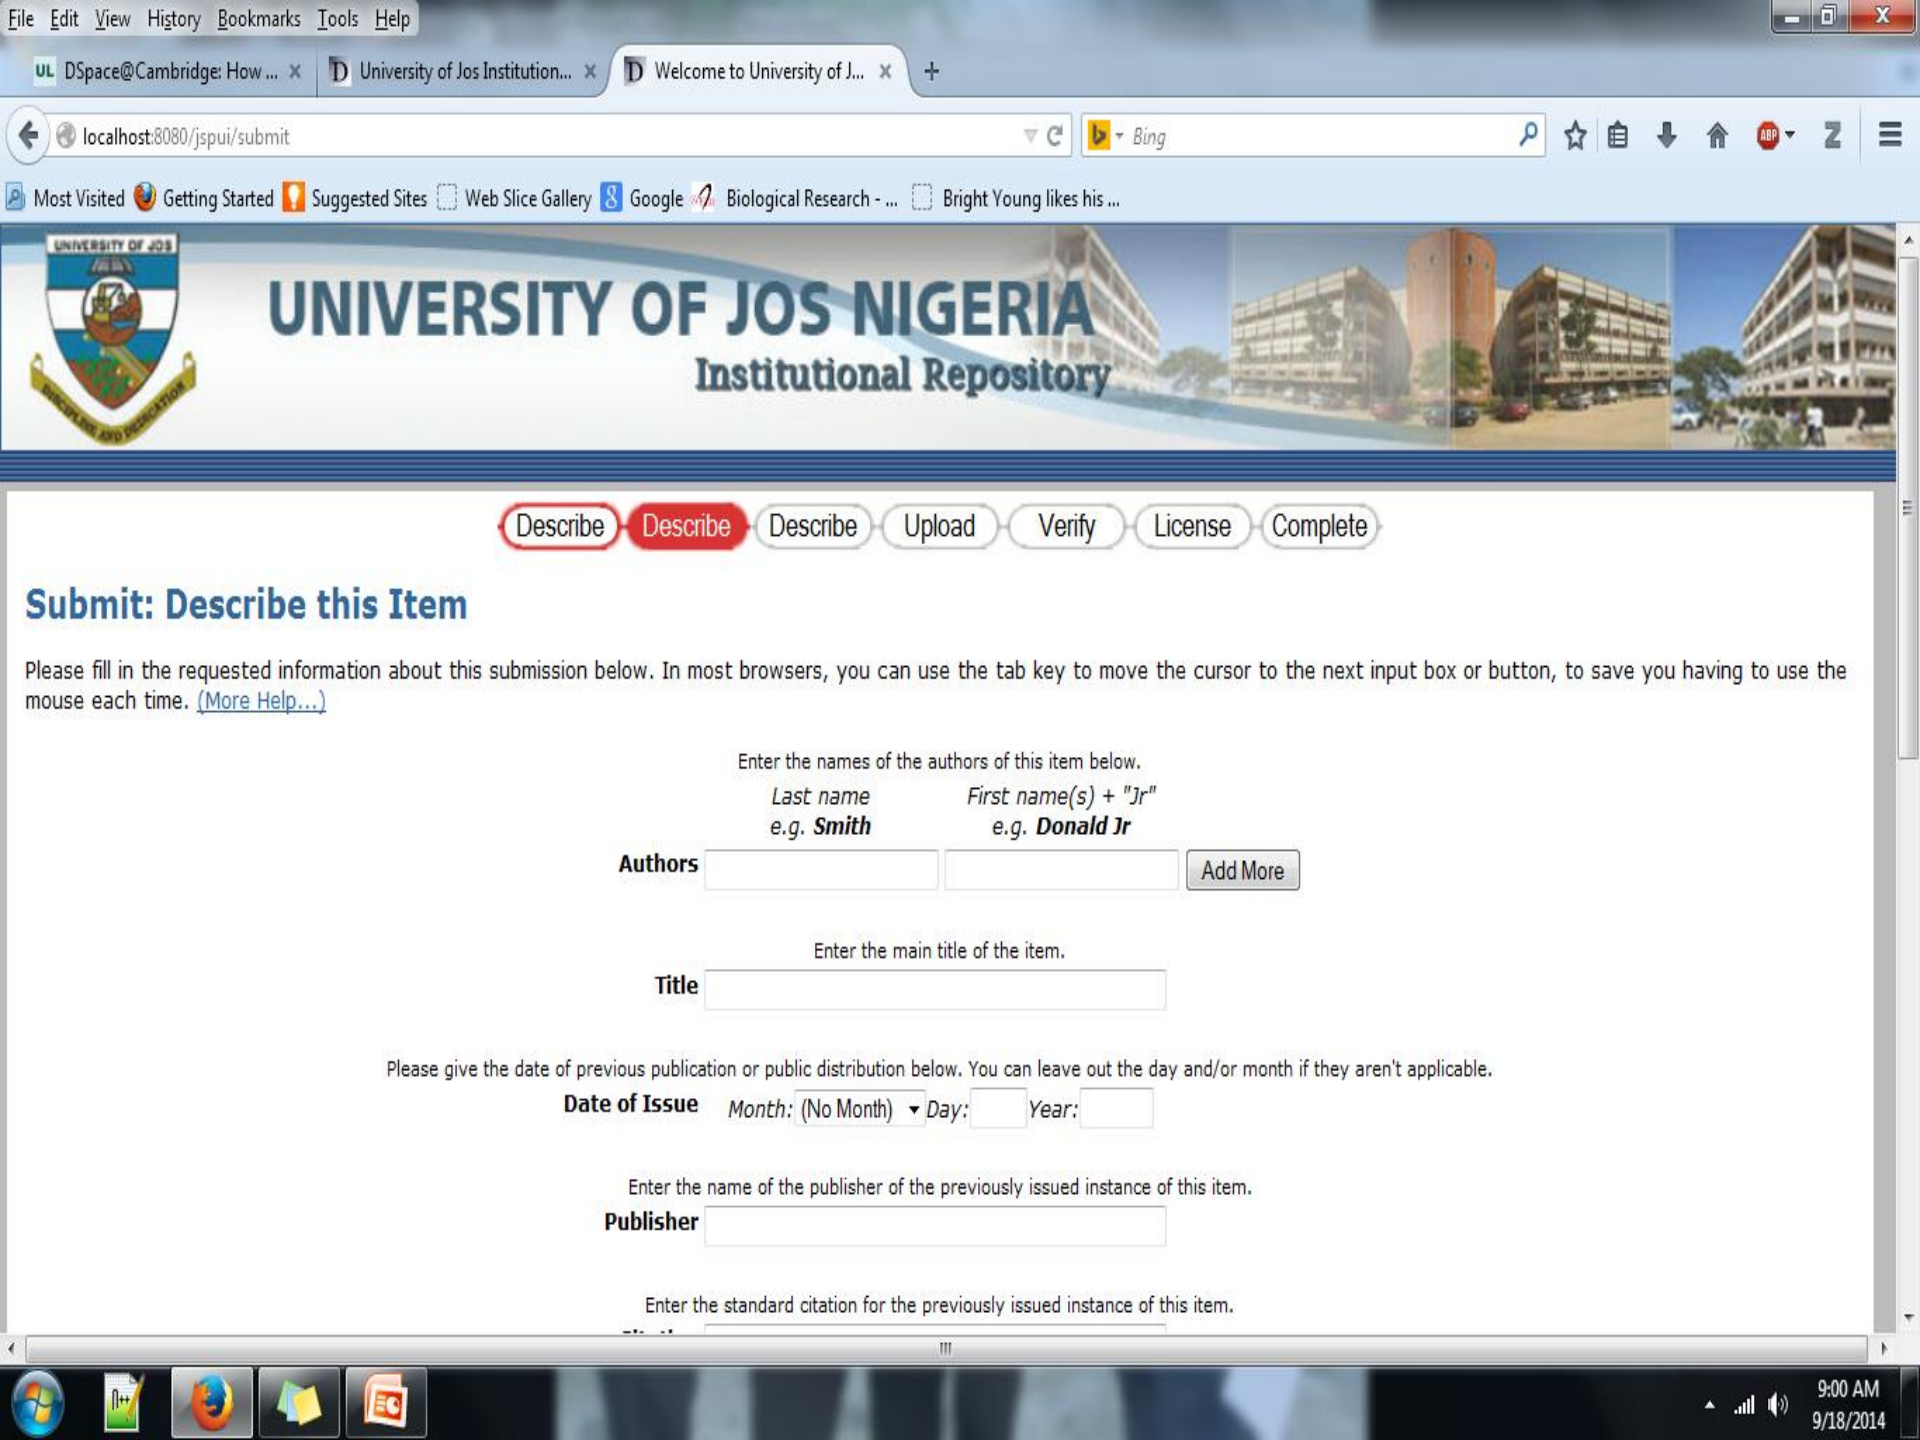 File Edit View History Bookmarks Tools Help
UL DSpace@Cambridge: How ... × D University of Jos Institution... × D Welcome to University of J... × +
localhost:8080/jspui/submit Bing ABP Z
Most Visited Getting Started Suggested Sites Web Slice Gallery 8 Google Biological Research - ... Bright Young likes his ...
UNIVERSITY OF JOS
UNIVERSITY OF JOS NIGERIA
Institutional Repository
DISCIPLINE AND DEDICATION
Describe Describe Describe Upload Verify License Complete
Submit: Describe this Item
Please fill in the requested information about this submission below. In most browsers, you can use the tab key to move the cursor to the next input box or button, to save you having to use the
mouse each time. (More Help...)
Enter the names of the authors of this item below.
Last name First name(s) + "Jr"
e.g. Smith e.g. Donald Jr
Authors Add More
Enter the main title of the item.
Title
Please give the date of previous publication or public distribution below. You can leave out the day and/or month if they aren't applicable.
Date of Issue Month: (No Month) Day: Year:
Enter the name of the publisher of the previously issued instance of this item.
Publisher
Enter the standard citation for the previously issued instance of this item.
9:00 AM
9/18/2014